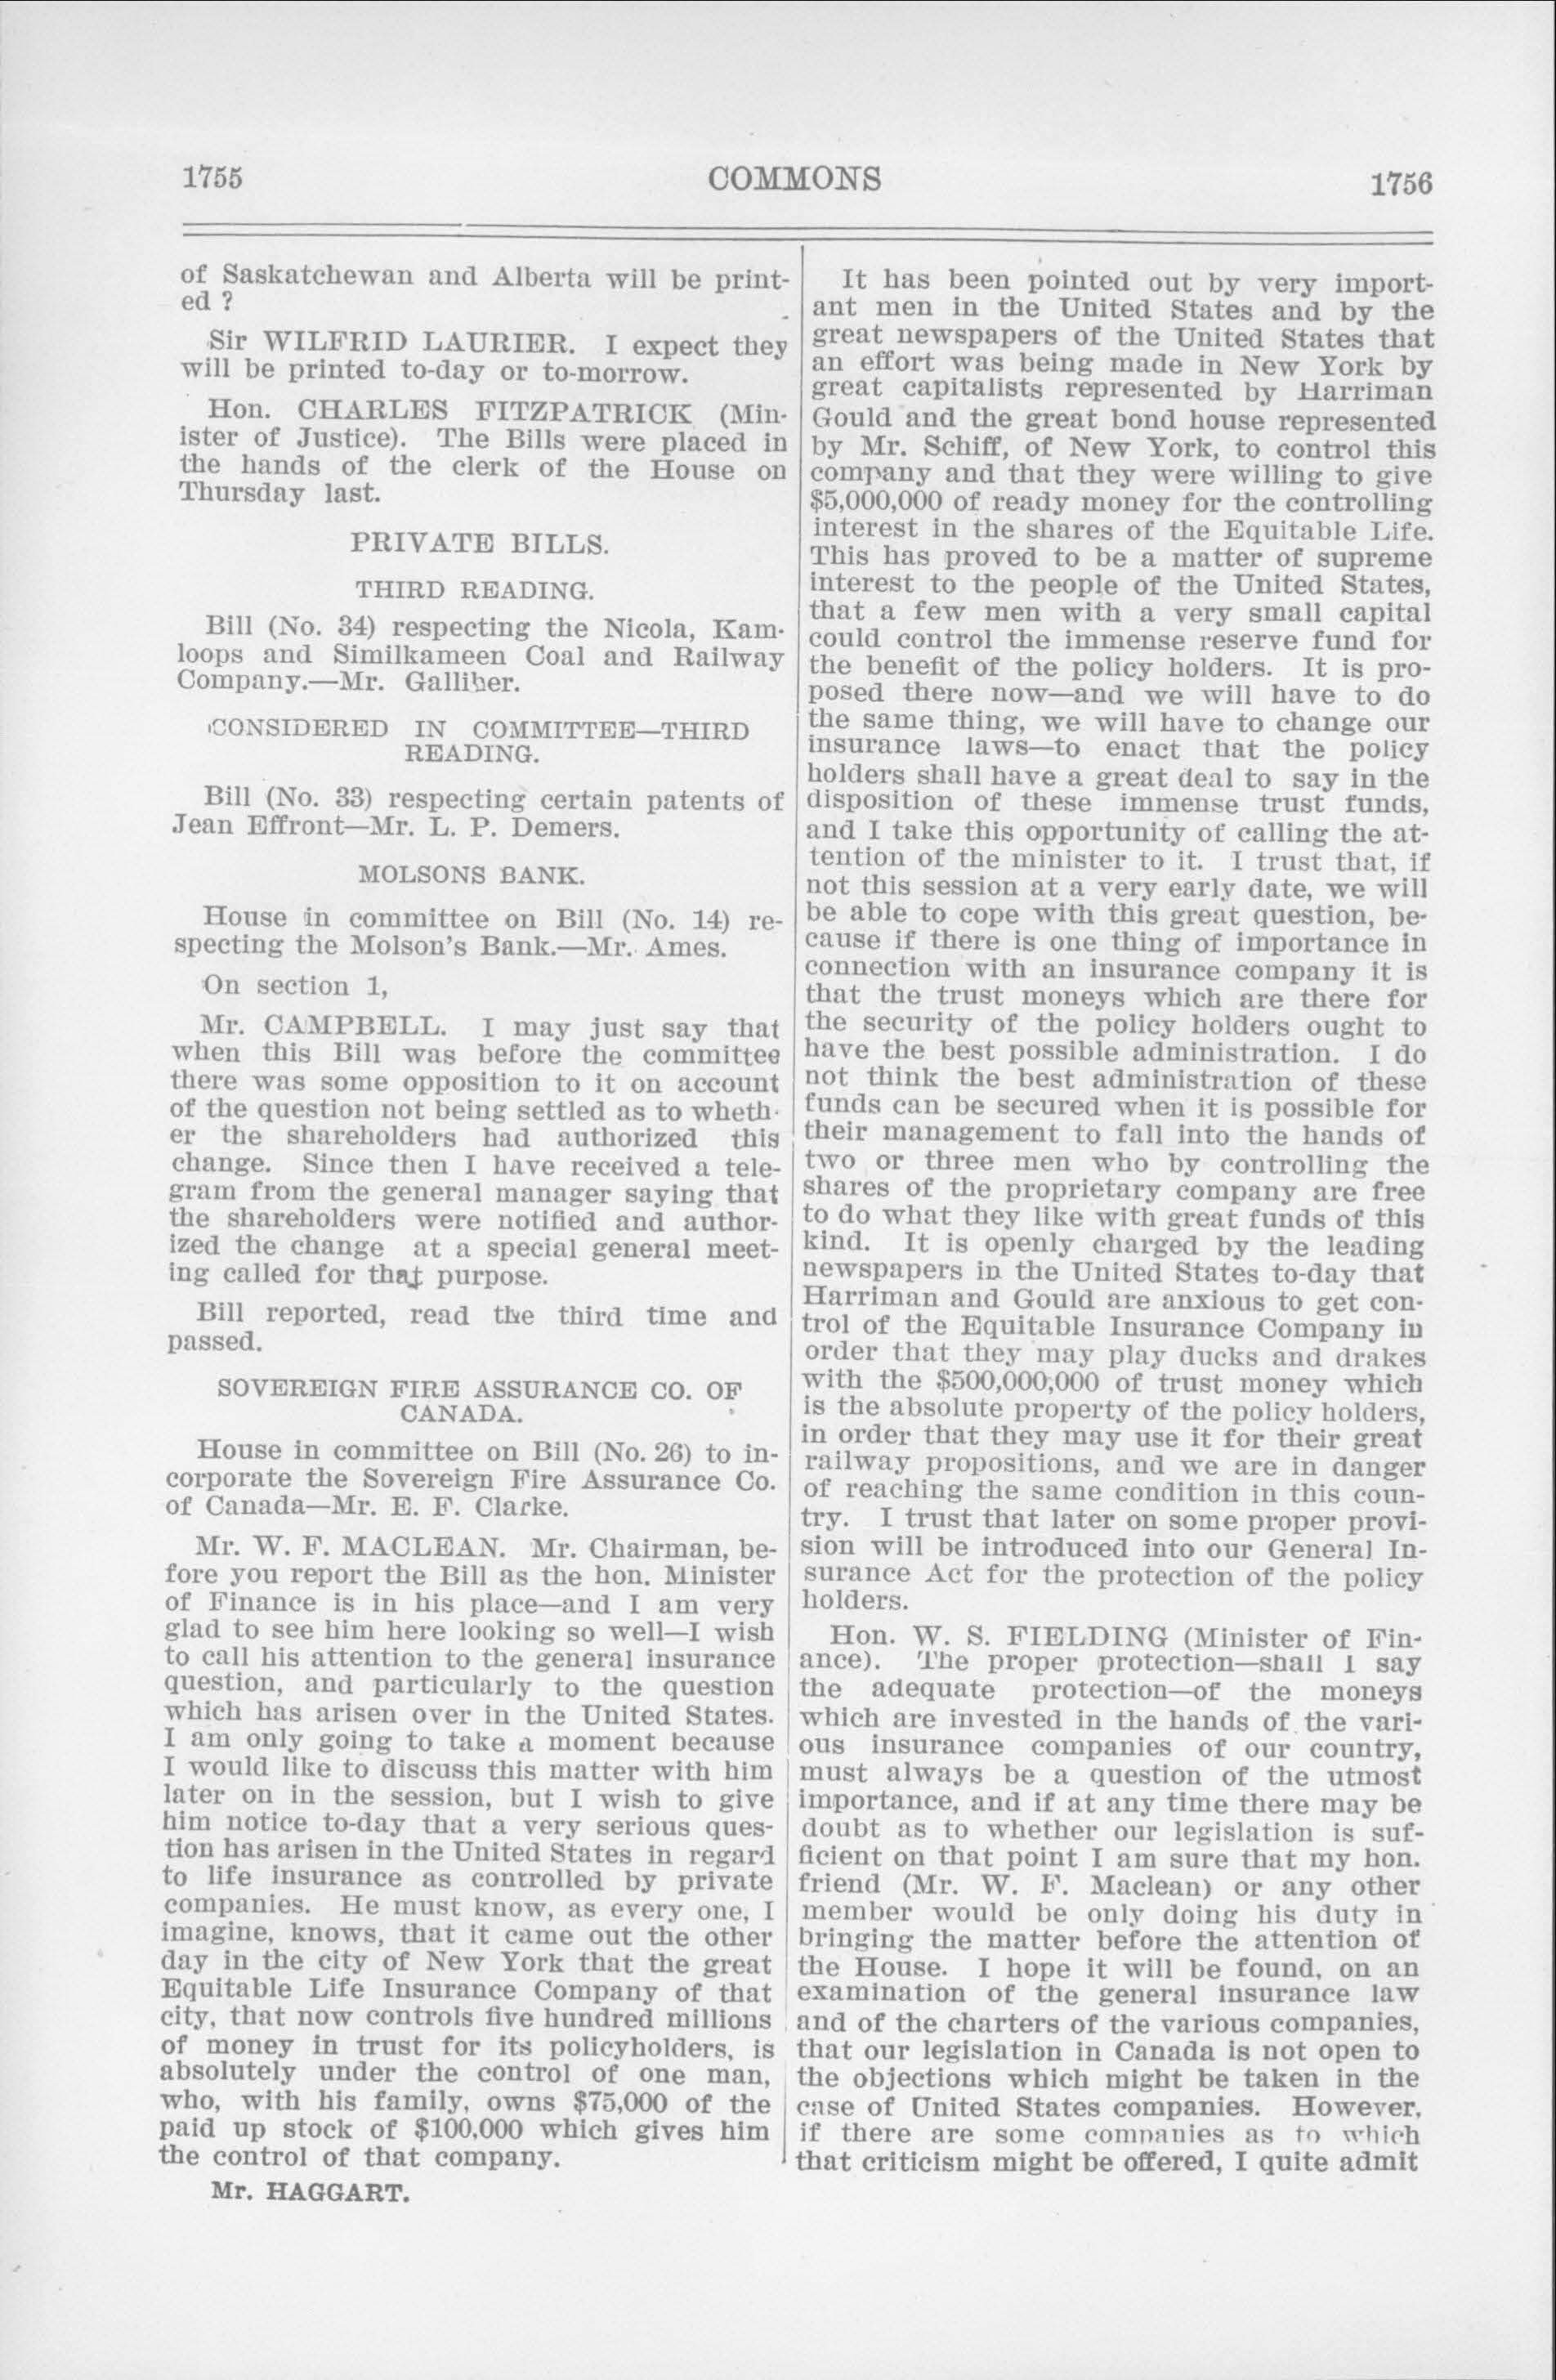 1755
COMMONS
1756
of Saskatchewan and Alberta will be print-
ed ?
Sir WILFRID LAURIER. I expect they
will be printed to-day or to-morrow.
Hon. CHARLES FITZPATRICK (Min-
ister of Justice). The Bills were placed in
the hands of the clerk of the House on
Thursday last.
PRIVATE BILLS.
THIRD READING.
Bill (No. 34) respecting the Nicola, Kam-
loops and Similkameen Coal and Railway
Company.—Mr. Galliher.
CONSIDERED IN COMMITTEE—THIRD
READING.
Bill (No. 33) respecting certain patents of
Jean Effront—Mr. L. P. Demers.
MOLSONS BANK.
House in committee on Bill (No. 14) re-
specting the Molson's Bank.—Mr. Ames.
On section 1,
Mr. CAMPBELL. I may just say that
when this Bill was before the committee
there was some opposition to it on account
of the question not being settled as to wheth-
er the shareholders had authorized this
change. Since then I have received a tele-
gram from the general manager saying that
the shareholders were notified and author-
ized the change at a special general meet-
ing called for that purpose.
Bill reported, read the third time and
passed.
SOVEREIGN FIRE ASSURANCE CO. OF
CANADA.
House in committee on Bill (No. 26) to in-
corporate the Sovereign Fire Assurance Co.
of Canada—Mr. E. F. Clarke.
Mr. W. F. MACLEAN. Mr. Chairman, be-
fore you report the Bill as the hon. Minister
of Finance is in his place—and I am very
glad to see him here looking so well—I wish
to call his attention to the general insurance
question, and particularly to the question
which has arisen over in the United States.
I am only going to take a moment because
I would like to discuss this matter with him
later on in the session, but I wish to give
him notice to-day that a very serious ques-
tion has arisen in the United States in regard
to life insurance as controlled by private
companies. He must know, as every one, I
imagine, knows, that it came out the other
day in the city of New York that the great
Equitable Life Insurance Company of that
city, that now controls five hundred millions
of money in trust for its policyholders, is
absolutely under the control of one man,
who, with his family, owns $75,000 of the
paid up stock of $100,000 which gives him
the control of that company.
Mr. HAGGART.
It has been pointed out by very import-
ant men in the United States and by the
great newspapers of the United States that
an effort was being made in New York by
great capitalists represented by Harriman
Gould and the great bond house represented
by Mr. Schiff, of New York, to control this
company and that they were willing to give
$5,000,000 of ready money for the controlling
interest in the shares of the Equitable Life.
This has proved to be a matter of supreme
interest to the people of the United States,
that a few men with a very small capital
could control the immense reserve fund for
the benefit of the policy holders. It is pro-
posed there now—and we will have to do
the same thing, we will have to change our
insurance laws—to enact that the policy
holders shall have a great deal to say in the
disposition of these immense trust funds,
and I take this opportunity of calling the at-
tention of the minister to it. I trust that, if
not this session at a very early date, we will
be able to cope with this great question, be-
cause if there is one thing of importance in
connection with an insurance company it is
that the trust moneys which are there for
the security of the policy holders ought to
have the best possible administration. I do
not think the best administration of these
funds can be secured when it is possible for
their management to fall into the hands of
two or three men who by controlling the
shares of the proprietary company are free
to do what they like with great funds of this
kind. It is openly charged by the leading
newspapers in the United States to-day that
Harriman and Gould are anxious to get con-
trol of the Equitable Insurance Company in
order that they may play ducks and drakes
with the $500,000,000 of trust money which
is the absolute property of the policy holders,
in order that they may use it for their great
railway propositions, and we are in danger
of reaching the same condition in this coun-
try. I trust that later on some proper provi-
sion will be introduced into our General In-
surance Act for the protection of the policy
holders.
Hon. W. S. FIELDING (Minister of Fin-
ance). The proper protection—shall I say
the adequate protection—of the moneys
which are invested in the hands of the vari-
ous insurance companies of our country,
must always be a question of the utmost
importance, and if at any time there may be
doubt as to whether our legislation is suf-
ficient on that point I am sure that my hon.
friend (Mr. W. F. Maclean) or any other
member would be only doing his duty in
bringing the matter before the attention of
the House. I hope it will be found, on an
examination of the general insurance law
and of the charters of the various companies,
that our legislation in Canada is not open to
the objections which might be taken in the
case of United States companies. However,
if there are some companies as to which
that criticism might be offered, I quite admit